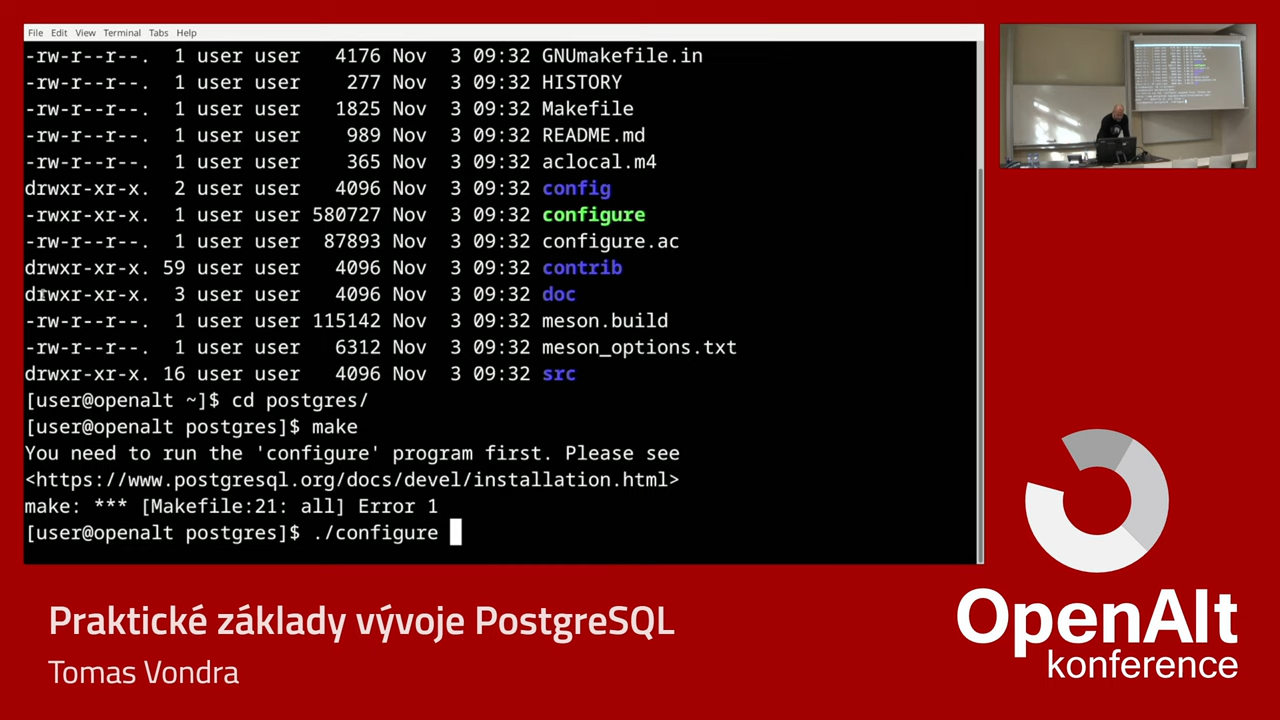 File Edit View Terminal Tabs Help
-rw-r--r--. 1 user user 4176 Nov 3 09:32 GNUmakefile.in
-rw-r--r--. 1 user user 277 Nov 3 09:32 HISTORY
-rw-r--r--. 1 user user 1825 Nov 3 09:32 Makefile
-rw-r--r--. 1 user user 989 Nov 3 09:32 README.md
-rw-r--r--. 1 user user 365 Nov 3 09:32 aclocal.m4
drwxr-xr-x. 2 user user 4096 Nov 3 09:32 config
-rwxr-xr-x. 1 user user 580727 Nov 3 09:32 configure
-rw-r--r--. 1 user user 87893 Nov 3 09:32 configure.ac
drwxr-xr-x. 59 user user 4096 Nov 3 09:32 contrib
drwxr-xr-x. 3 user user 4096 Nov 3 09:32 doc
-rw-r--r--. 1 user user 115142 Nov 3 09:32 meson.build
-rw-r--r--. 1 user user 6312 Nov 3 09:32 meson_options.txt
drwxr-xr-x. 16 user user 4096 Nov 3 09:32 src
[user@openalt ~]$ cd postgres/
[user@openalt postgres]$ make
You need to run the 'configure' program first. Please see
<https://www.postgresql.org/docs/devel/installation.html>
make: *** [Makefile:21: all] Error 1
[user@openalt postgres]$ ./configure
Praktické základy vývoje PostgreSQL
Tomas Vondra
OpenAlt
konference